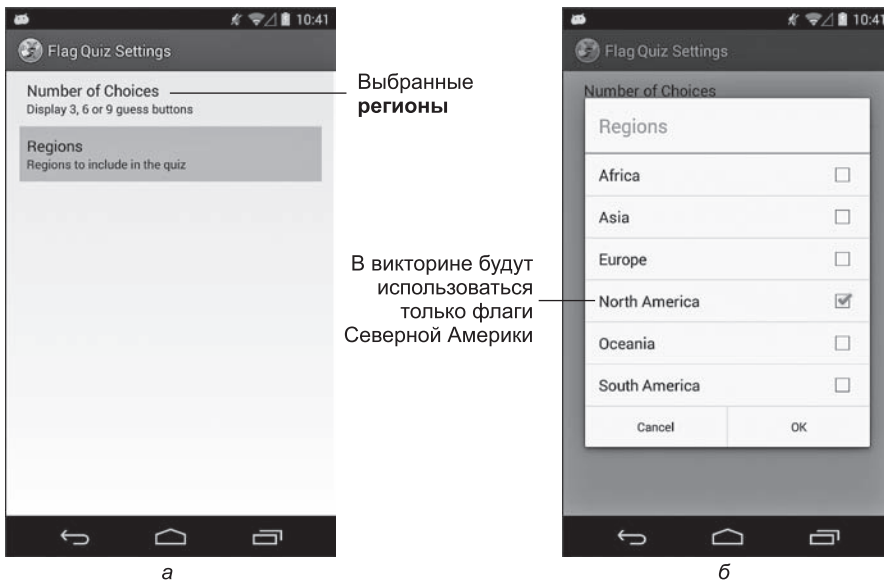 10:41
Flag Quiz Settings
Number of Choices
Display 3, 6 or 9 guess buttons
Regions
Regions to include in the quiz
Выбранные
регионы
В викторине будут
использоваться
только флаги
Северной Америки
10:41
Flag Quiz Settings
Number of Choices
Regions
Africa
Asia
Europe
North America
Oceania
South America
Cancel
OK
а
б